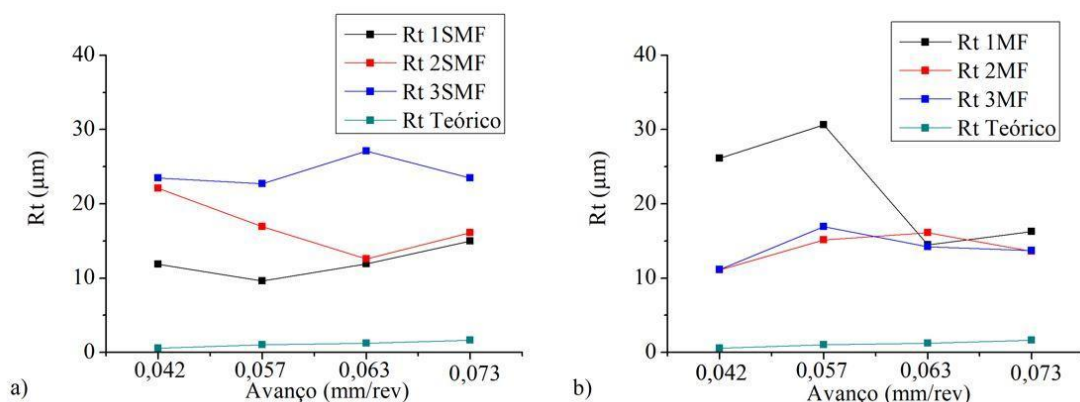 Rt 1SMF
Rt 2SMF
Rt 3SMF
Rt Teórico
40
30
20
10
0
Rt (μm)
0,042
0,057
0,063
0,073
Avanço (mm/rev)
a)
Rt 1MF
Rt 2MF
Rt 3MF
Rt Teórico
40
30
20
10
0
Rt (μm)
0,042
0,057
0,063
0,073
Avanço (mm/rev)
b)